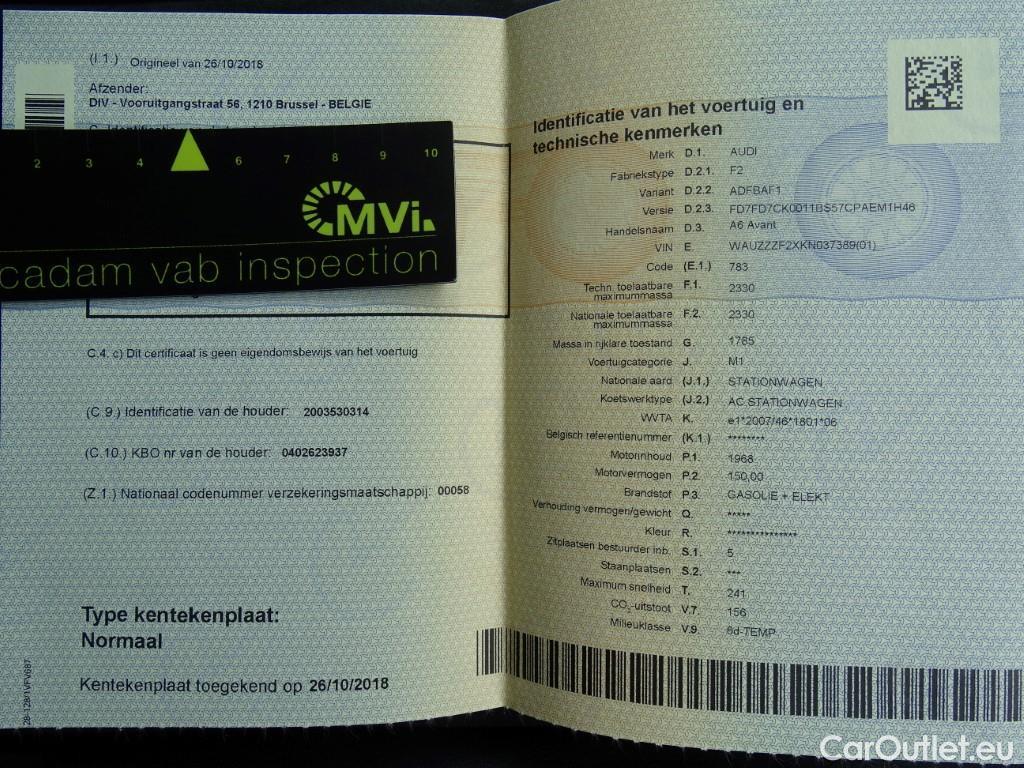 (I.1.) Origineel van 26/10/2018
Afzender:
DIV - Vooruitgangstraat 56, 1210 Brussel - BELGIE
2 3 4 6 7 8 9 10
CMVi.
cadam vab inspection
C.4. c) Dit certificaat is geen eigendomsbewijs van het voertuig
(C.9.) Identificatie van de houder: 2003530314
(C.10.) KBO nr van de houder: 0402623937
(Z.1.) Nationaal codenummer verzekeringsmaatschappij: 00058
Type kentekenplaat:
Normaal
Kentekenplaat toegekend op 26/10/2018
Identificatie van het voertuig en
technische kenmerken
Merk D.1. AUDI
Fabriekstype D.2.1. F2
Variant D.2.2. ADFBAF1
Versie D.2.3. FD7FD7CK0011BS57CPAEM1H46
Handelsnaam D.3. A6 Avant
VIN E. WAUZZZF2XKN037389(01)
Code (E.1.) 783
Techn. toelaatbare
maximummassa F.1. 2330
Nationale toelaatbare
maximummassa F.2. 2330
Massa in rijklare toestand G. 1785
Voertuigcategorie J. M1
Nationale aard (J.1.) STATIONWAGEN
Koetswerktype (J.2.) AC STATIONWAGEN
WVTA K. e1*2007/46*1801*06
Belgisch referentienummer (K.1.) ********
Motorinhoud P.1. 1968
Motorvermogen P.2. 150,00
Brandstof P.3. GASOLIE + ELEKT
Verhouding vermogen/gewicht Q. *****
Kleur R. ***************
Zitplaatsen bestuurder inb. S.1. 5
Staanplaatsen S.2. ***
Maximum snelheid T. 241
CO₂-uitstoot V.7. 156
Milieuklasse V.9. 6d-TEMP
CarOutlet.eu